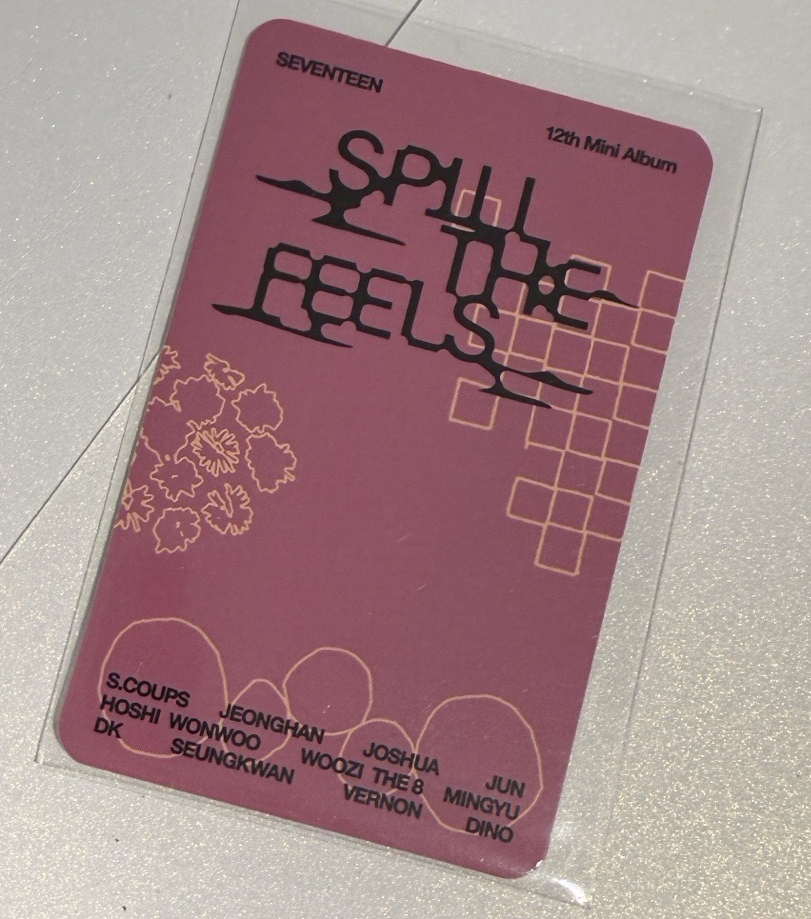 SEVENTEEN
12th Mini Album
SPILL
THE
FEELS
S.COUPS JEONGHAN JOSHUA JUN
HOSHI WONWOO WOOZI THE 8 MINGYU
DK SEUNGKWAN VERNON DINO